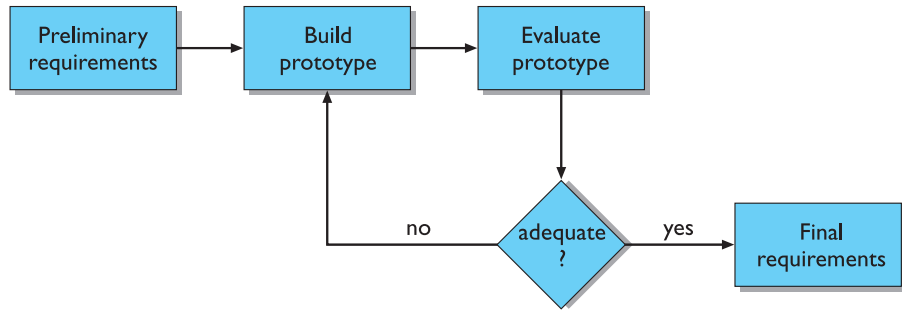 Preliminary
requirements
Build
prototype
Evaluate
prototype
adequate
?
no
yes
Final
requirements